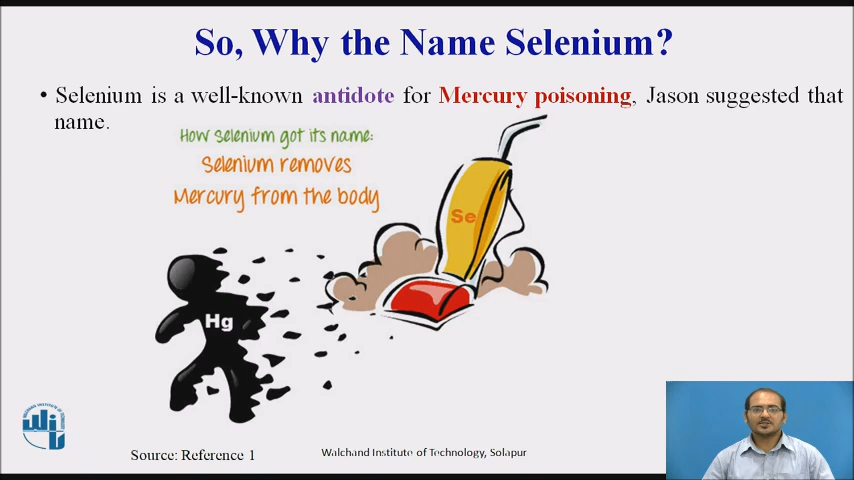 So, Why the Name Selenium?
• Selenium is a well-known antidote for Mercury poisoning, Jason suggested that
name.
How Selenium got its name:
Selenium removes
Mercury from the body
Se
Hg
Source: Reference 1
Walchand Institute of Technology, Solapur